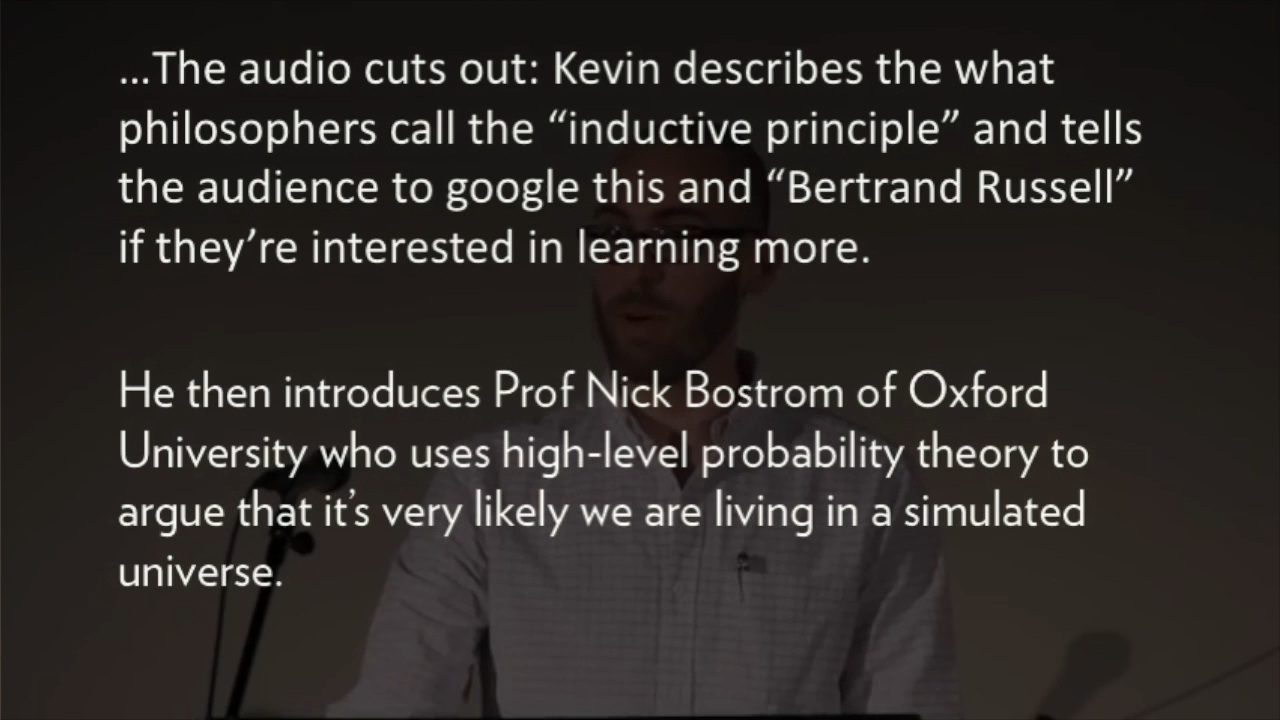 ...The audio cuts out: Kevin describes the what
philosophers call the “inductive principle” and tells
the audience to google this and “Bertrand Russell”
if they’re interested in learning more.
He then introduces Prof Nick Bostrom of Oxford
University who uses high-level probability theory to
argue that it’s very likely we are living in a simulated
universe.